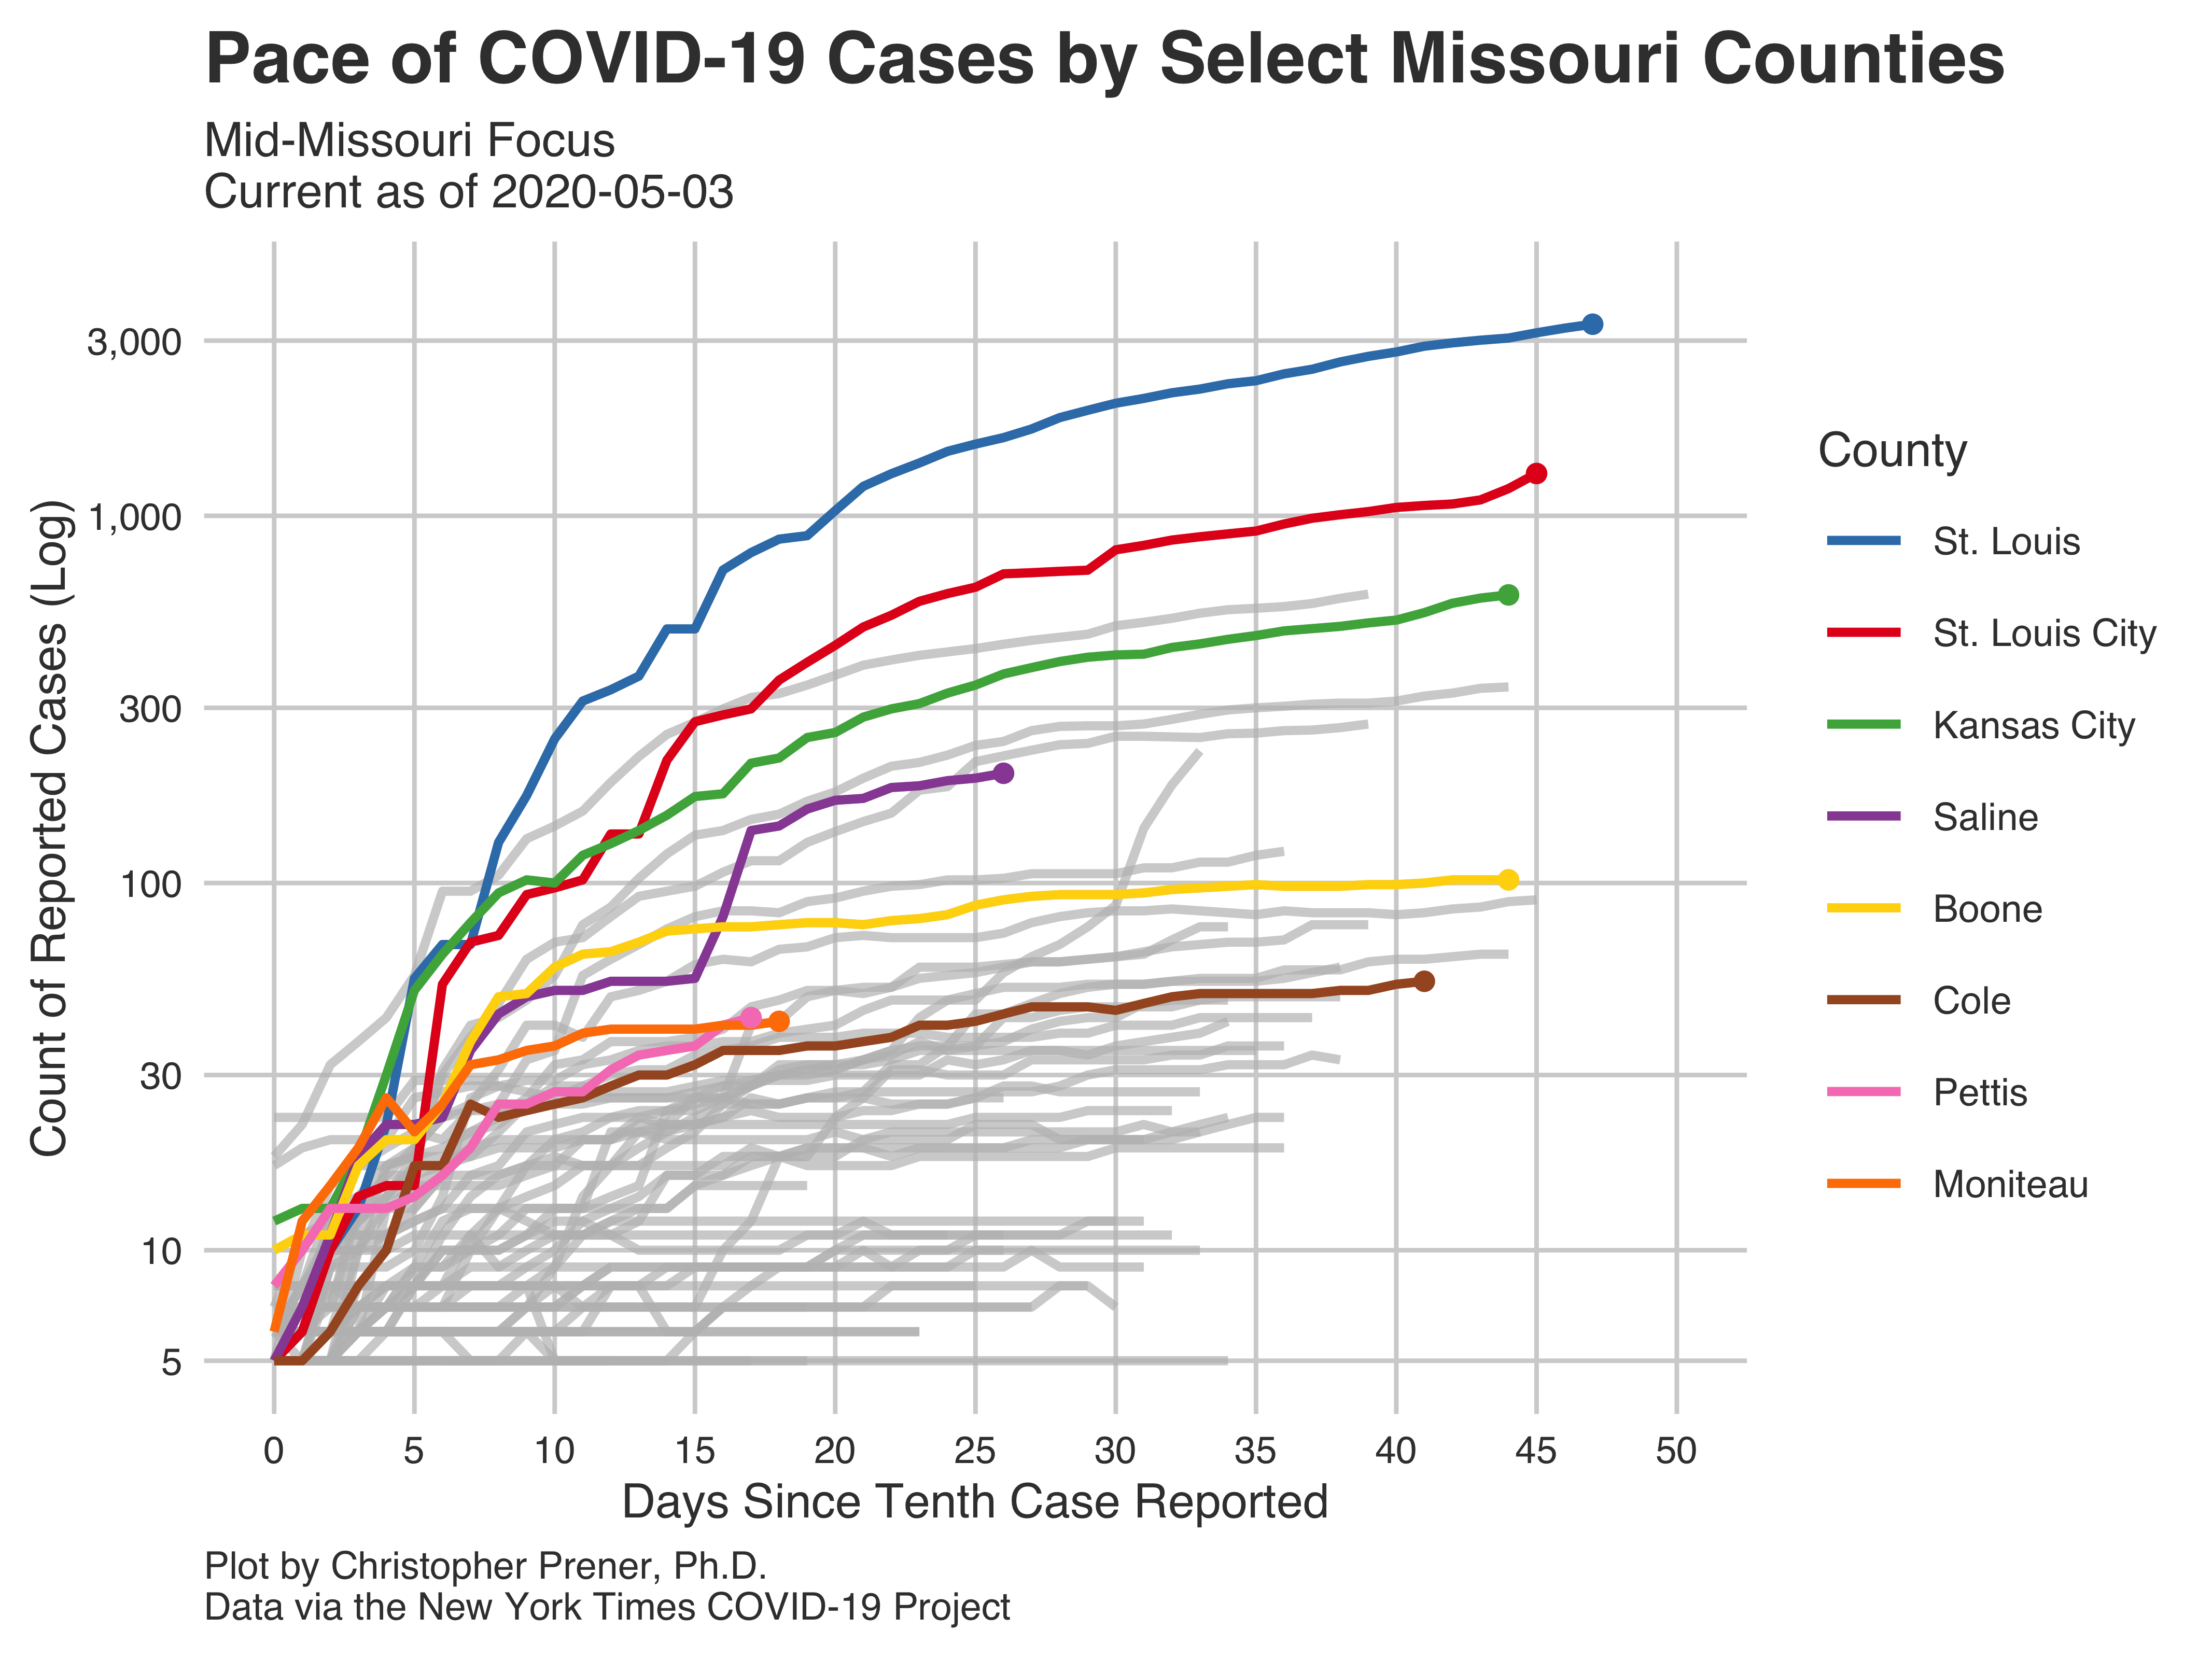 Pace of COVID-19 Cases by Select Missouri Counties
Mid-Missouri Focus
Current as of 2020-05-03
Count of Reported Cases (Log)
3,000
1,000
300
100
30
10
5
0 5 10 15 20 25 30 35 40 45 50
Days Since Tenth Case Reported
County
St. Louis
St. Louis City
Kansas City
Saline
Boone
Cole
Pettis
Moniteau
Plot by Christopher Prener, Ph.D.
Data via the New York Times COVID-19 Project